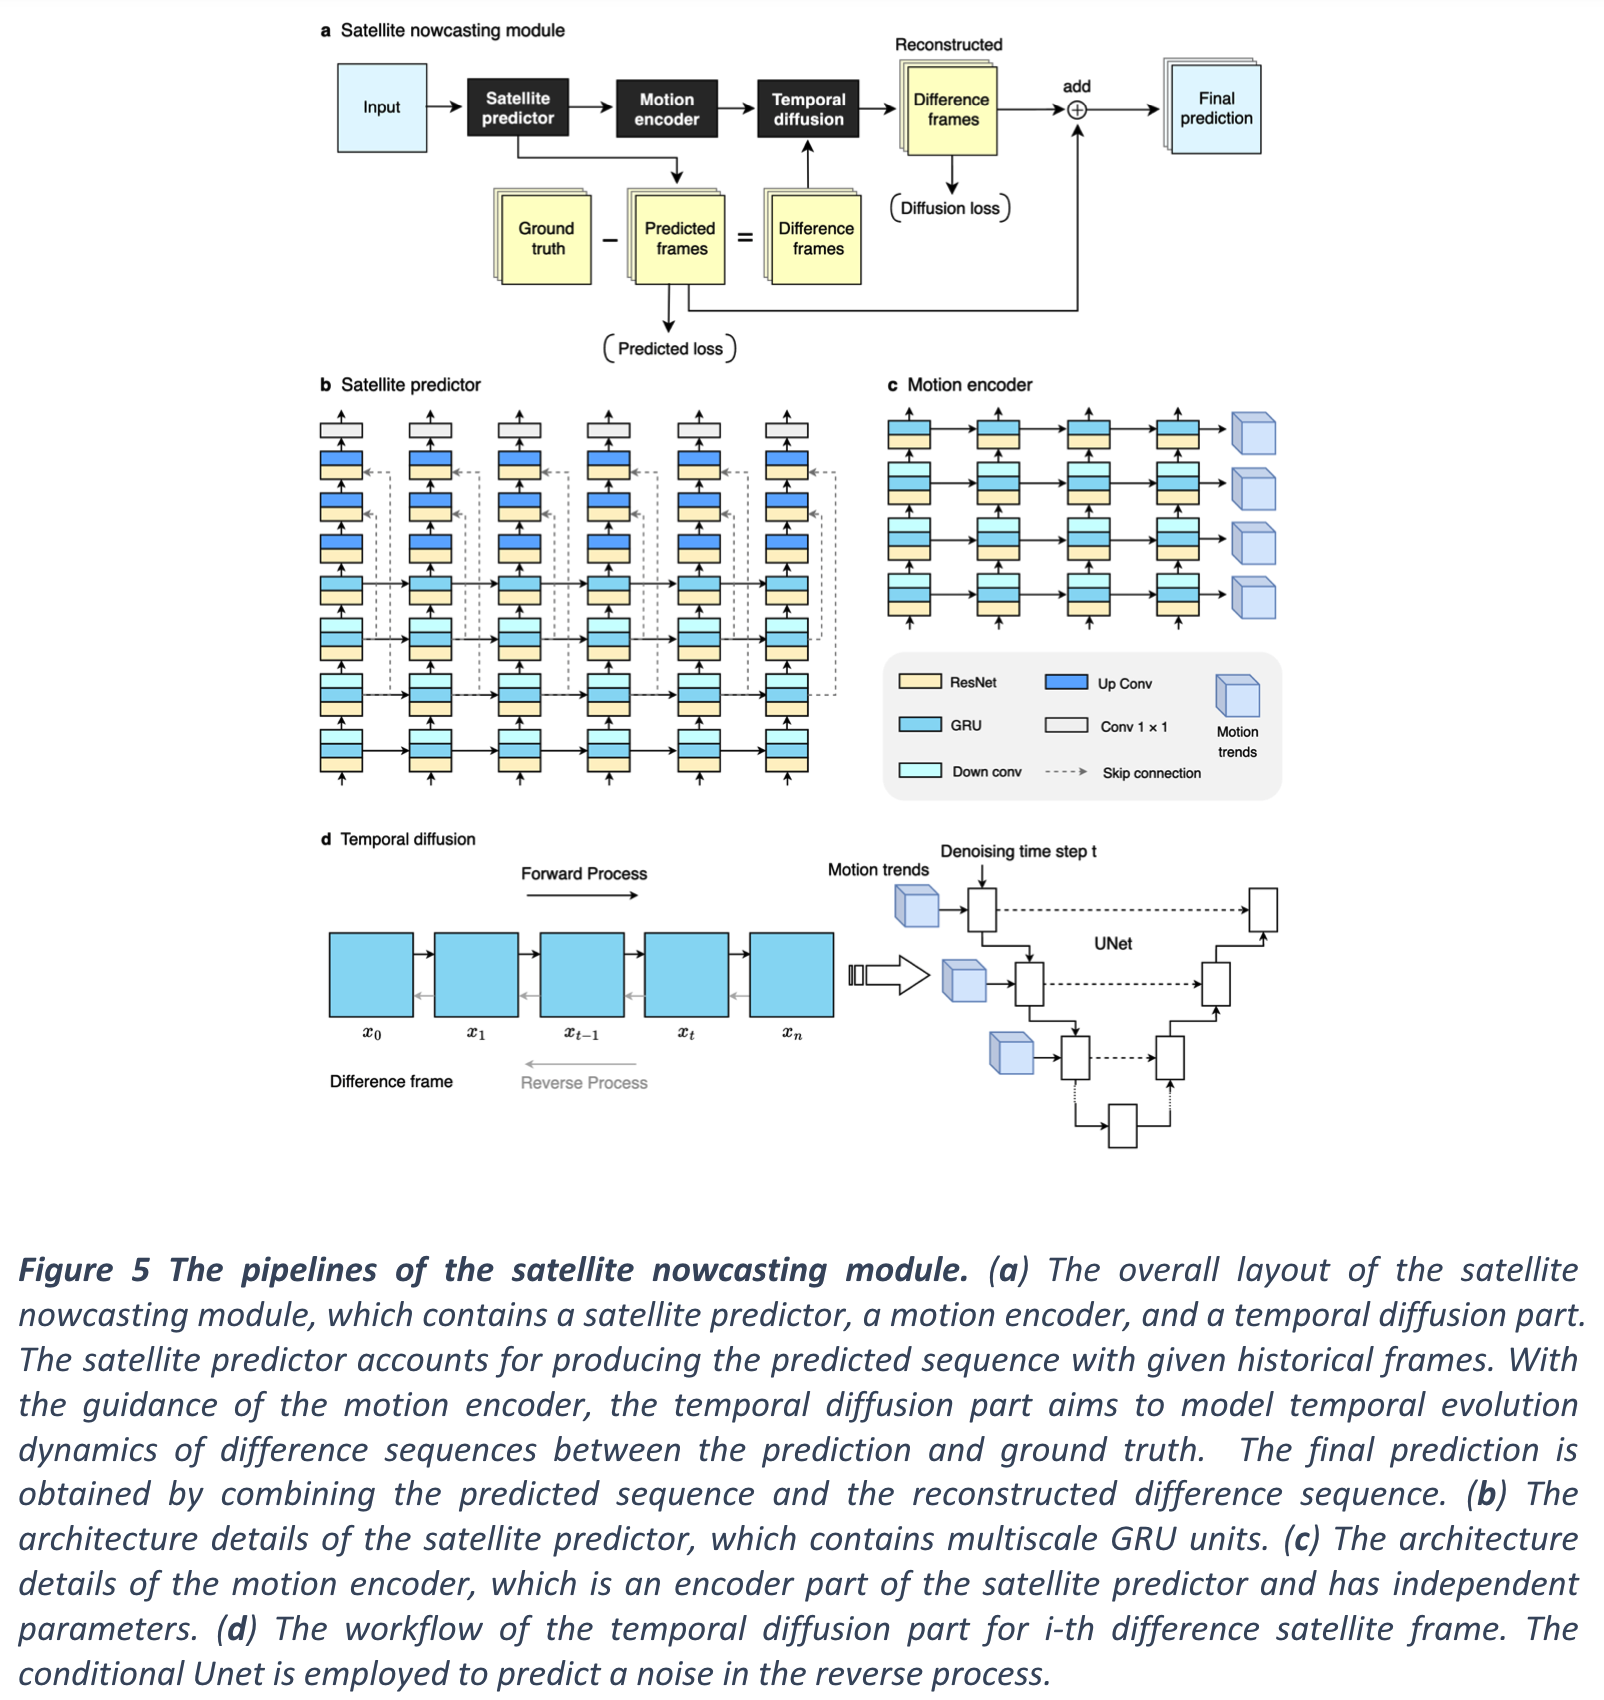 a Satellite nowcasting module
Input
Satellite
predictor
Motion
encoder
Temporal
diffusion
Reconstructed
Difference
frames
add
Final
prediction
(Diffusion loss)
Ground
truth
−
Predicted
frames
=
Difference
frames
(Predicted loss)
b Satellite predictor
c Motion encoder
ResNet
Up Conv
GRU
Conv 1 × 1
Down conv
Skip connection
Motion
trends
d Temporal diffusion
Forward Process
x0
x1
xt−1
xt
xn
Difference frame
Reverse Process
Denoising time step t
Motion trends
UNet
Figure 5 The pipelines of the satellite nowcasting module. (a) The overall layout of the satellite
nowcasting module, which contains a satellite predictor, a motion encoder, and a temporal diffusion part.
The satellite predictor accounts for producing the predicted sequence with given historical frames. With
the guidance of the motion encoder, the temporal diffusion part aims to model temporal evolution
dynamics of difference sequences between the prediction and ground truth. The final prediction is
obtained by combining the predicted sequence and the reconstructed difference sequence. (b) The
architecture details of the satellite predictor, which contains multiscale GRU units. (c) The architecture
details of the motion encoder, which is an encoder part of the satellite predictor and has independent
parameters. (d) The workflow of the temporal diffusion part for i-th difference satellite frame. The
conditional Unet is employed to predict a noise in the reverse process.